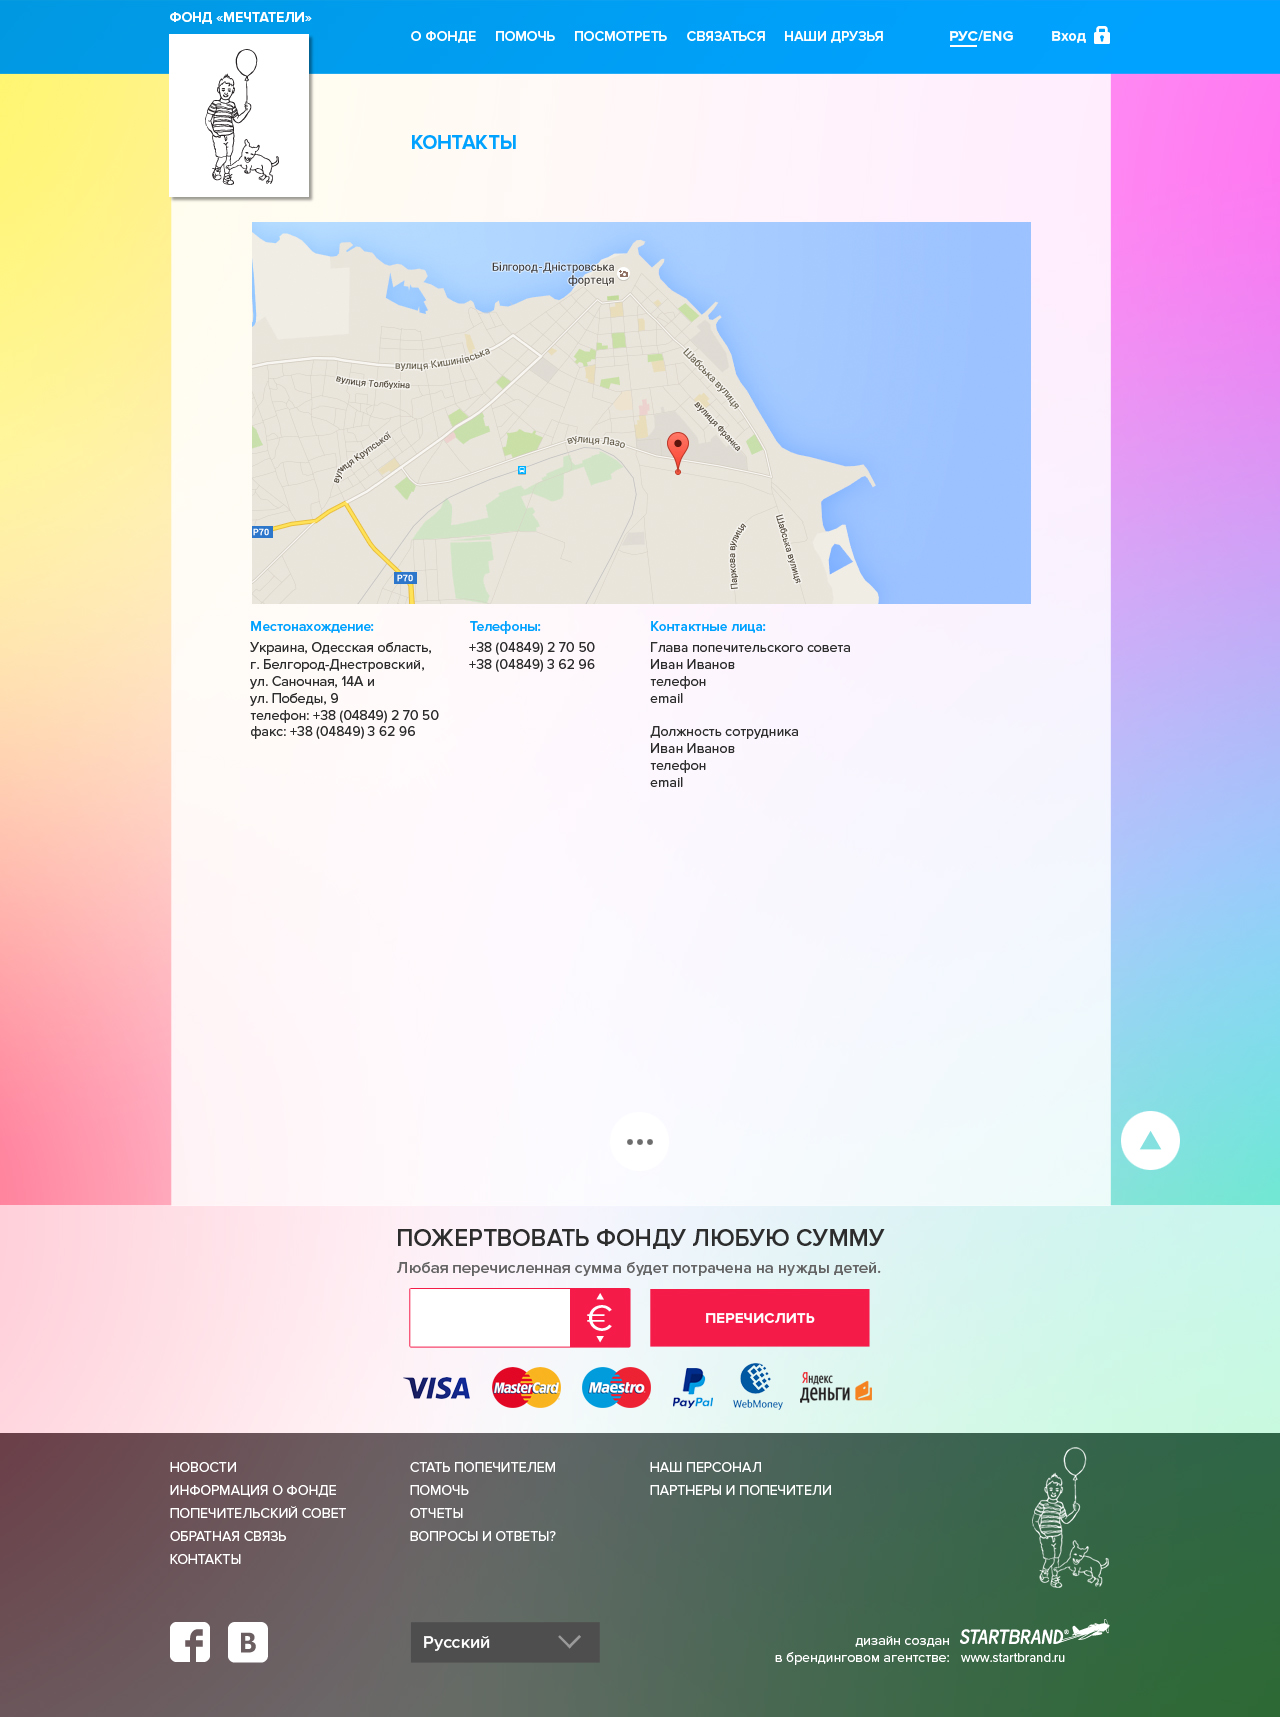 ФОНД «МЕЧТАТЕЛИ»
О ФОНДЕ ПОМОЧЬ ПОСМОТРЕТЬ СВЯЗАТЬСЯ НАШИ ДРУЗЬЯ РУС/ENG Вход
КОНТАКТЫ
Білгород-Дністровська
фортеця
вулиця Кишинівська
вулиця Толбухіна
Шабська вулиця
вулиця Франка
вулиця Лазо
вулиця Крупської
P70
P70
Паркова вулиця
Шабська вулиця
Местонахождение:
Украина, Одесская область,
г. Белгород-Днестровский,
ул. Саночная, 14А и
ул. Победы, 9
телефон: +38 (04849) 2 70 50
факс: +38 (04849) 3 62 96
Телефоны:
+38 (04849) 2 70 50
+38 (04849) 3 62 96
Контактные лица:
Глава попечительского совета
Иван Иванов
телефон
email
Должность сотрудника
Иван Иванов
телефон
email
ПОЖЕРТВОВАТЬ ФОНДУ ЛЮБУЮ СУММУ
Любая перечисленная сумма будет потрачена на нужды детей.
€ ПЕРЕЧИСЛИТЬ
VISA MasterCard Maestro PayPal WebMoney Яндекс деньги
НОВОСТИ
ИНФОРМАЦИЯ О ФОНДЕ
ПОПЕЧИТЕЛЬСКИЙ СОВЕТ
ОБРАТНАЯ СВЯЗЬ
КОНТАКТЫ
СТАТЬ ПОПЕЧИТЕЛЕМ
ПОМОЧЬ
ОТЧЕТЫ
ВОПРОСЫ И ОТВЕТЫ?
НАШ ПЕРСОНАЛ
ПАРТНЕРЫ И ПОПЕЧИТЕЛИ
f B
Русский
дизайн создан
в брендинговом агентстве:
STARTBRAND®
www.startbrand.ru